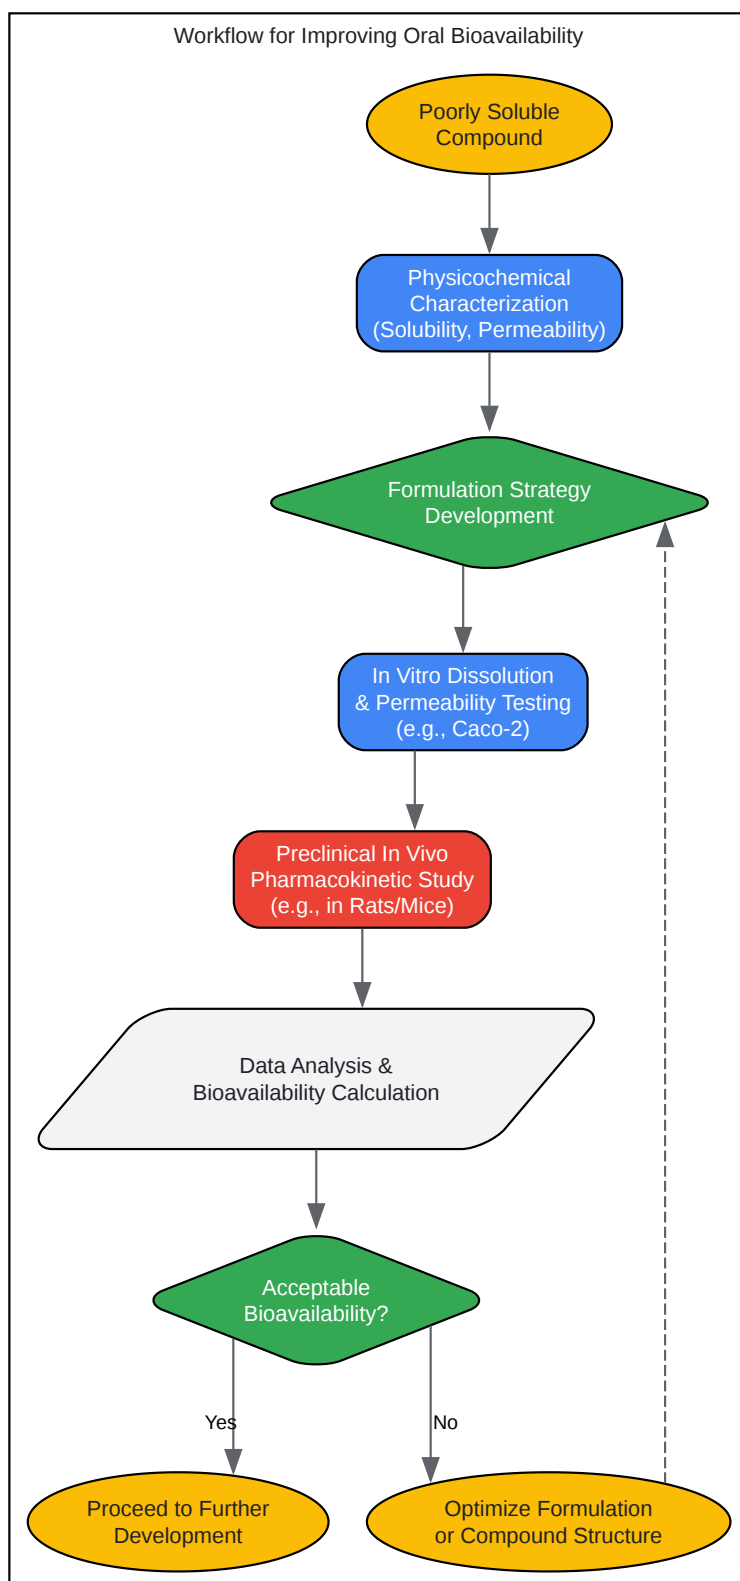 Workflow for Improving Oral Bioavailability
Poorly Soluble
Compound
Physicochemical
Characterization
(Solubility, Permeability)
Formulation Strategy
Development
In Vitro Dissolution
& Permeability Testing
(e.g., Caco-2)
Preclinical In Vivo
Pharmacokinetic Study
(e.g., in Rats/Mice)
Data Analysis &
Bioavailability Calculation
Acceptable
Bioavailability?
Yes
No
Proceed to Further
Development
Optimize Formulation
or Compound Structure